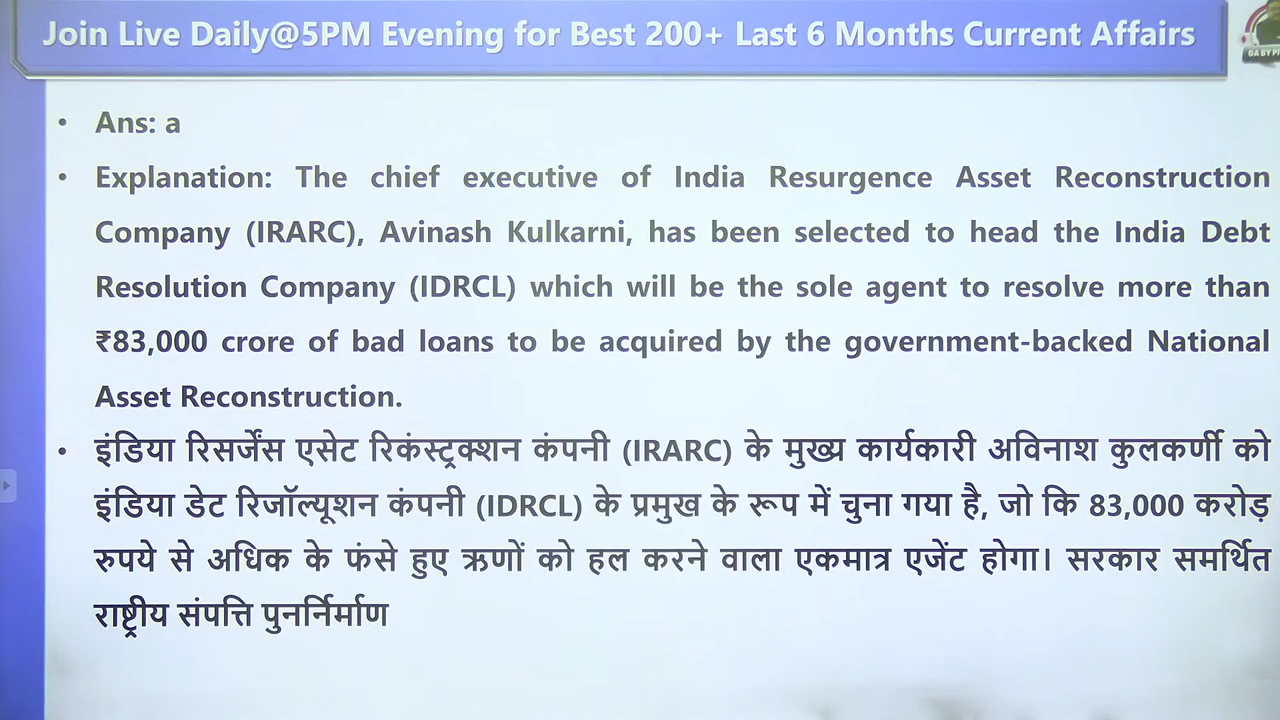 Join Live Daily@5PM Evening for Best 200+ Last 6 Months Current Affairs
• Ans: a
• Explanation: The chief executive of India Resurgence Asset Reconstruction
Company (IRARC), Avinash Kulkarni, has been selected to head the India Debt
Resolution Company (IDRCL) which will be the sole agent to resolve more than
₹83,000 crore of bad loans to be acquired by the government-backed National
Asset Reconstruction.
• इंडिया रिसर्जेंस एसेट रिकंस्ट्रक्शन कंपनी (IRARC) के मुख्य कार्यकारी अविनाश कुलकर्णी को
इंडिया डेट रिजॉल्यूशन कंपनी (IDRCL) के प्रमुख के रूप में चुना गया है, जो कि 83,000 करोड़
रुपये से अधिक के फंसे हुए ऋणों को हल करने वाला एकमात्र एजेंट होगा। सरकार समर्थित
राष्ट्रीय संपत्ति पुनर्निर्माण